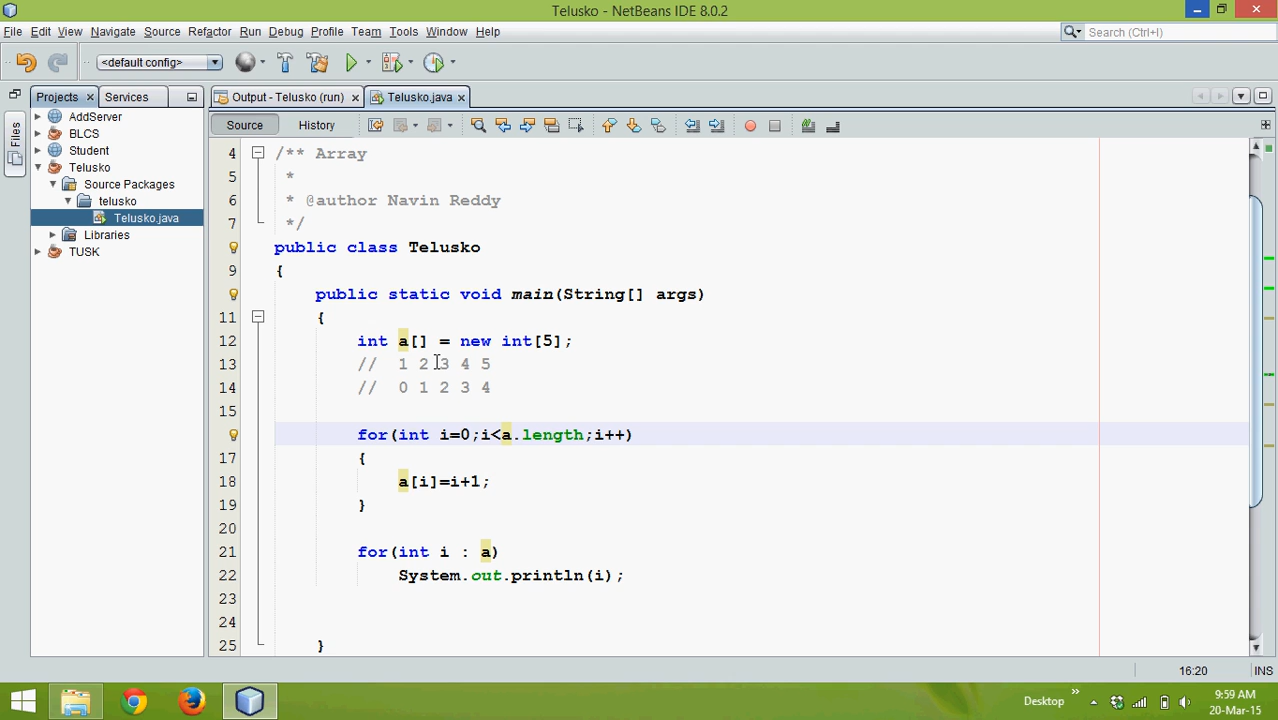 Telusko - NetBeans IDE 8.0.2
File Edit View Navigate Source Refactor Run Debug Profile Team Tools Window Help
Search (Ctrl+I)
<default config>
Projects Services
Output - Telusko (run) Telusko.java
Files
Source History
AddServer
BLCS
Student
Telusko
Source Packages
telusko
Telusko.java
Libraries
TUSK
4 /** Array
5 *
6 * @author Navin Reddy
7 */
public class Telusko
9 {
public static void main(String[] args)
11 {
12 int a[] = new int[5];
13 // 1 2 3 4 5
14 // 0 1 2 3 4
15
for(int i=0;i<a.length;i++)
17 {
18 a[i]=i+1;
19 }
20
21 for(int i : a)
22 System.out.println(i);
23
24
25 }
16:20 INS
Desktop
9:59 AM
20-Mar-15